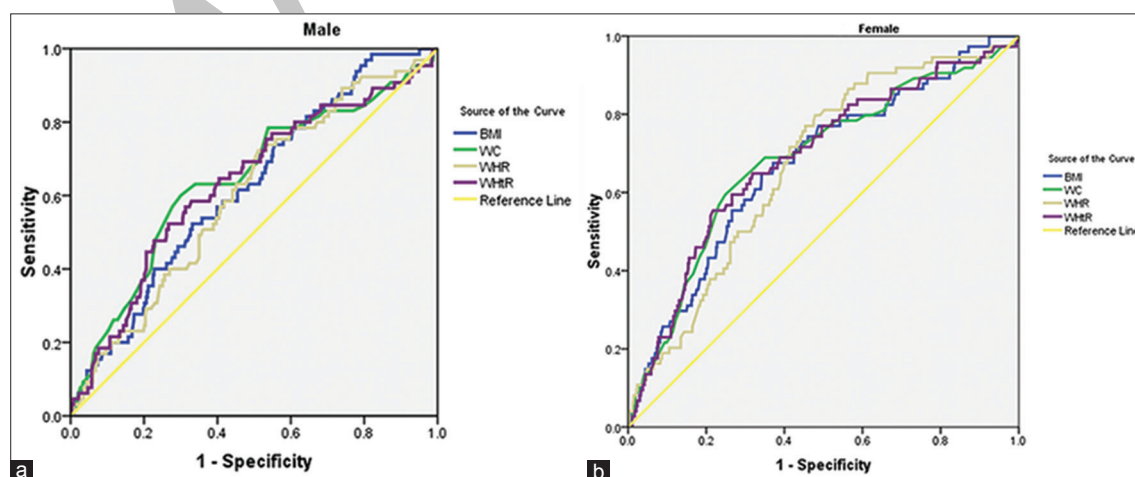 Male
1.0
0.8
0.6
0.4
0.2
0.0
Sensitivity
0.0 0.2 0.4 0.6 0.8 1.0
1 - Specificity
Source of the Curve
BMI
WC
WHR
WHtR
Reference Line
a
Female
1.0
0.8
0.6
0.4
0.2
0.0
Sensitivity
0.0 0.2 0.4 0.6 0.8 1.0
1 - Specificity
Source of the Curve
BMI
WC
WHR
WHtR
Reference Line
b